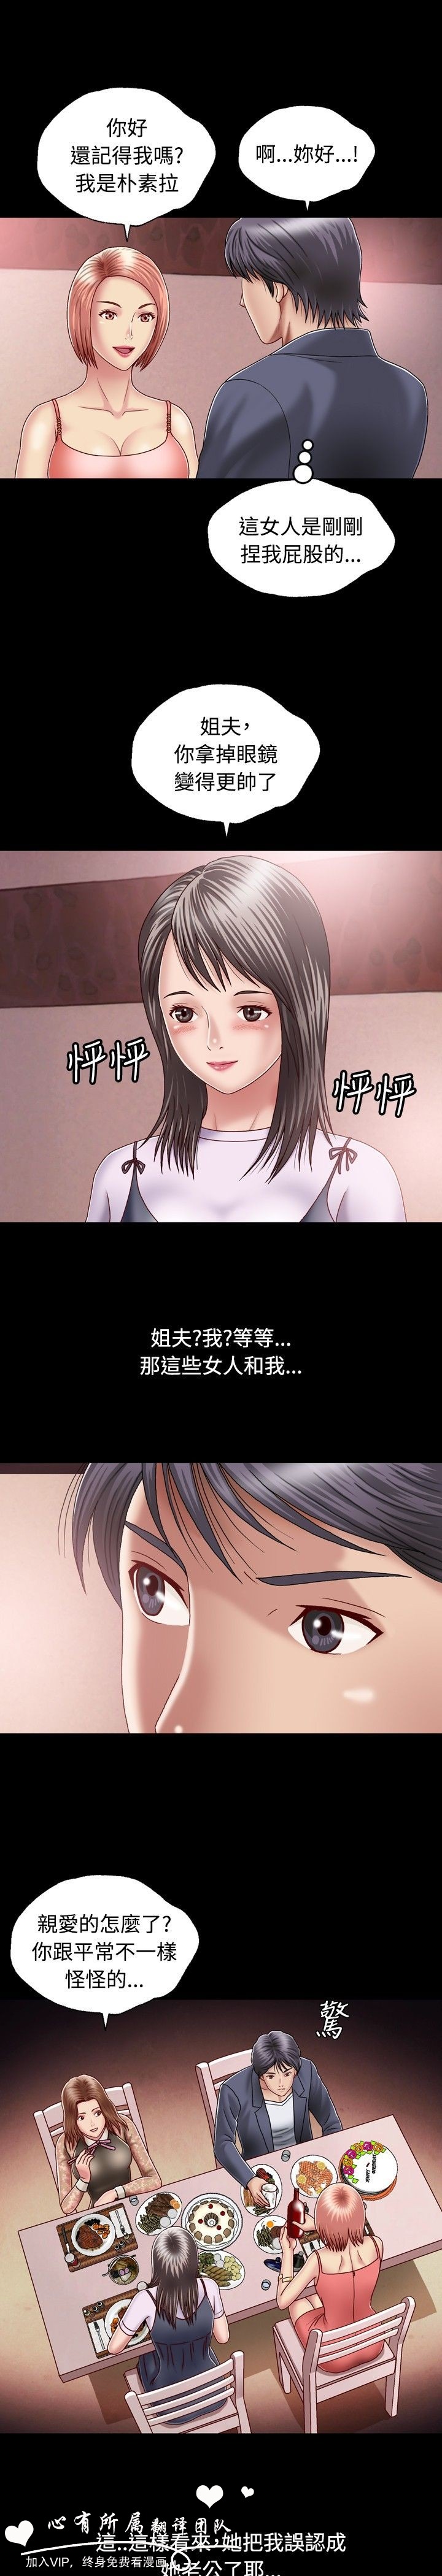 你好
還記得我嗎?
我是朴素拉
啊...妳好...!
這女人是剛剛
捏我屁股的...
姐夫,
你拿掉眼鏡
變得更帥了
怦怦
怦怦
姐夫?我?等等...
那這些女人和我...
親愛的怎麼了?
你跟平常不一樣
怪怪的...
驚
心有所属翻译团队
這..這樣看來,她把我誤認成
加入VIP，终身免费看漫画
她老公了耶...